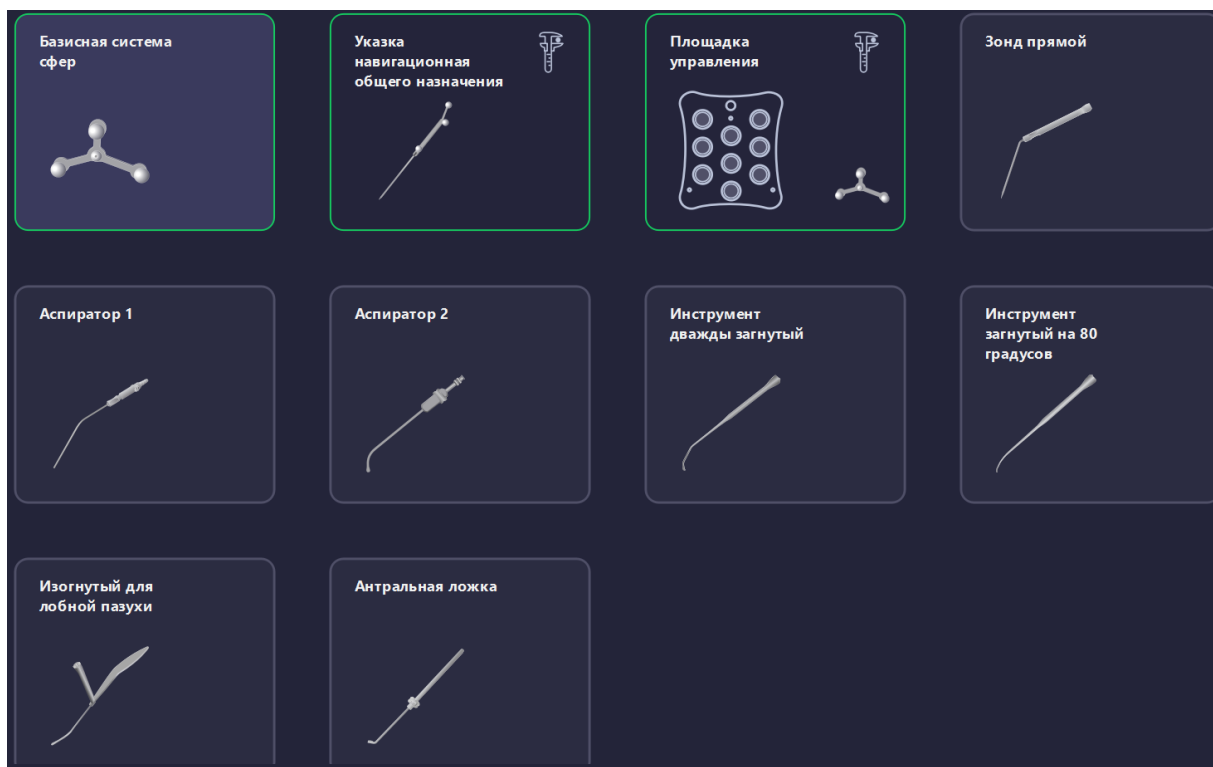 Базисная система
сфер
Указка
навигационная
общего назначения
Площадка
управления
Зонд прямой
Аспиратор 1
Аспиратор 2
Инструмент
дважды загнутый
Инструмент
загнутый на 80
градусов
Изогнутый для
лобной пазухи
Антральная ложка